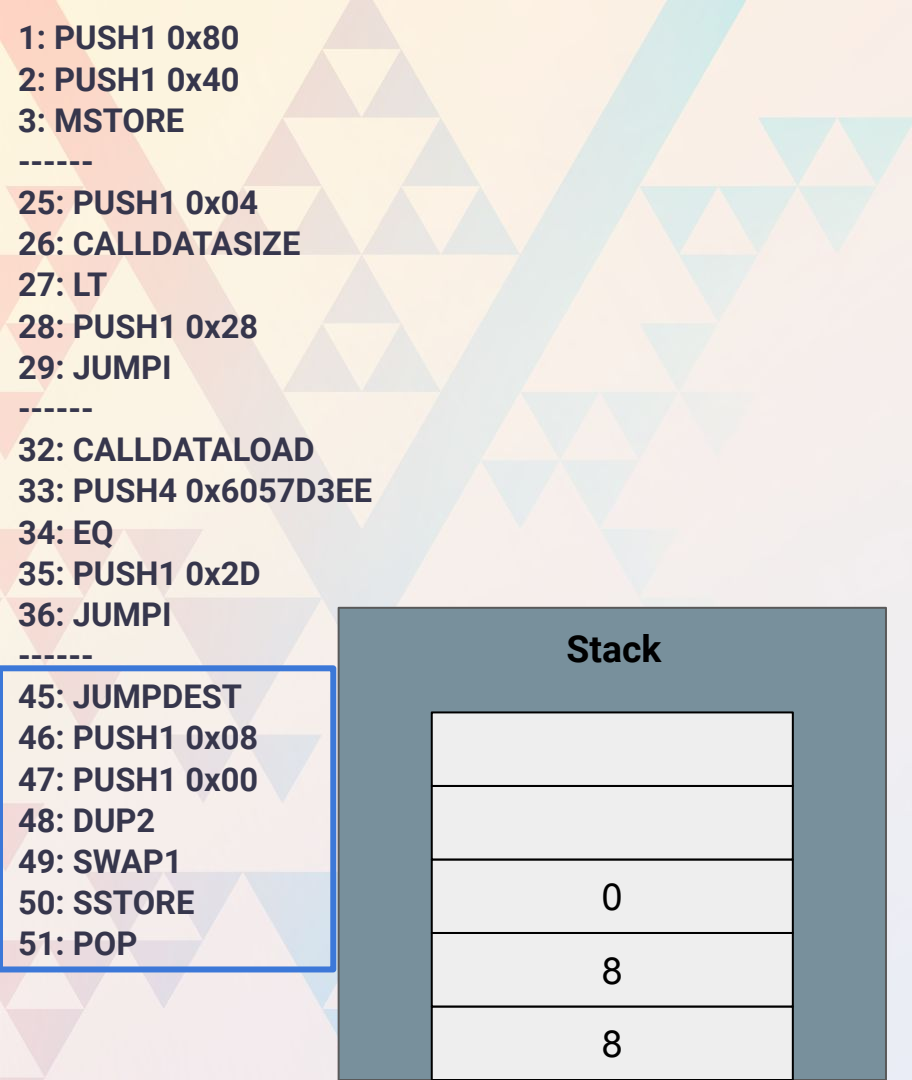 1: PUSH1 0x80
2: PUSH1 0x40
3: MSTORE
------
25: PUSH1 0x04
26: CALLDATASIZE
27: LT
28: PUSH1 0x28
29: JUMPI
------
32: CALLDATALOAD
33: PUSH4 0x6057D3EE
34: EQ
35: PUSH1 0x2D
36: JUMPI
------
45: JUMPDEST
46: PUSH1 0x08
47: PUSH1 0x00
48: DUP2
49: SWAP1
50: SSTORE
51: POP
Stack
0
8
8